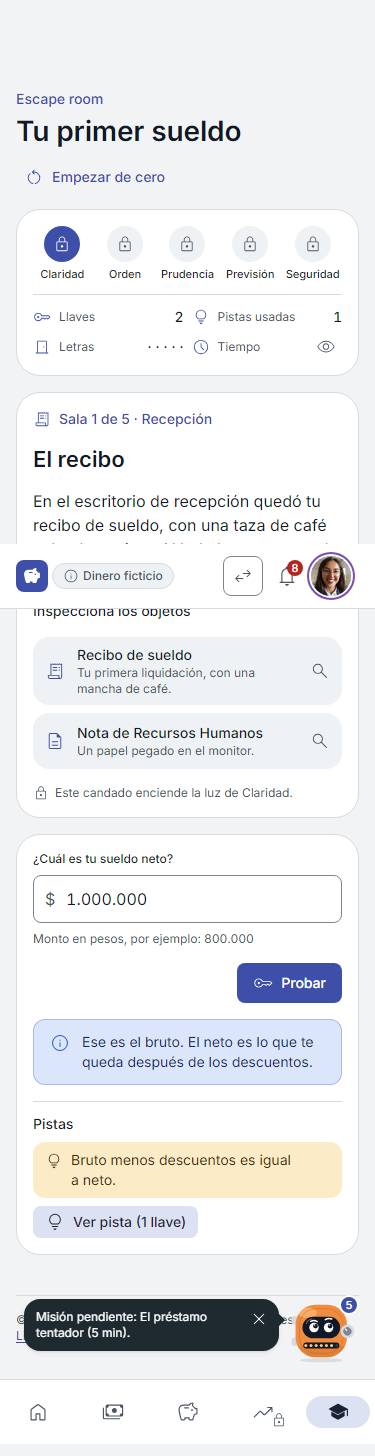 Escape room
Tu primer sueldo
Empezar de cero
Claridad
Orden
Prudencia
Previsión
Seguridad
Llaves 2
Pistas usadas 1
Letras · · · · ·
Tiempo
Sala 1 de 5 · Recepción
El recibo
En el escritorio de recepción quedó tu
recibo de sueldo, con una taza de café
Dinero ficticio
8
Inspecciona los objetos
Recibo de sueldo
Tu primera liquidación, con una
mancha de café.
Nota de Recursos Humanos
Un papel pegado en el monitor.
Este candado enciende la luz de Claridad.
¿Cuál es tu sueldo neto?
$ 1.000.000
Monto en pesos, por ejemplo: 800.000
Probar
Ese es el bruto. El neto es lo que te
queda después de los descuentos.
Pistas
Bruto menos descuentos es igual
a neto.
Ver pista (1 llave)
Misión pendiente: El préstamo
tentador (5 min).
5